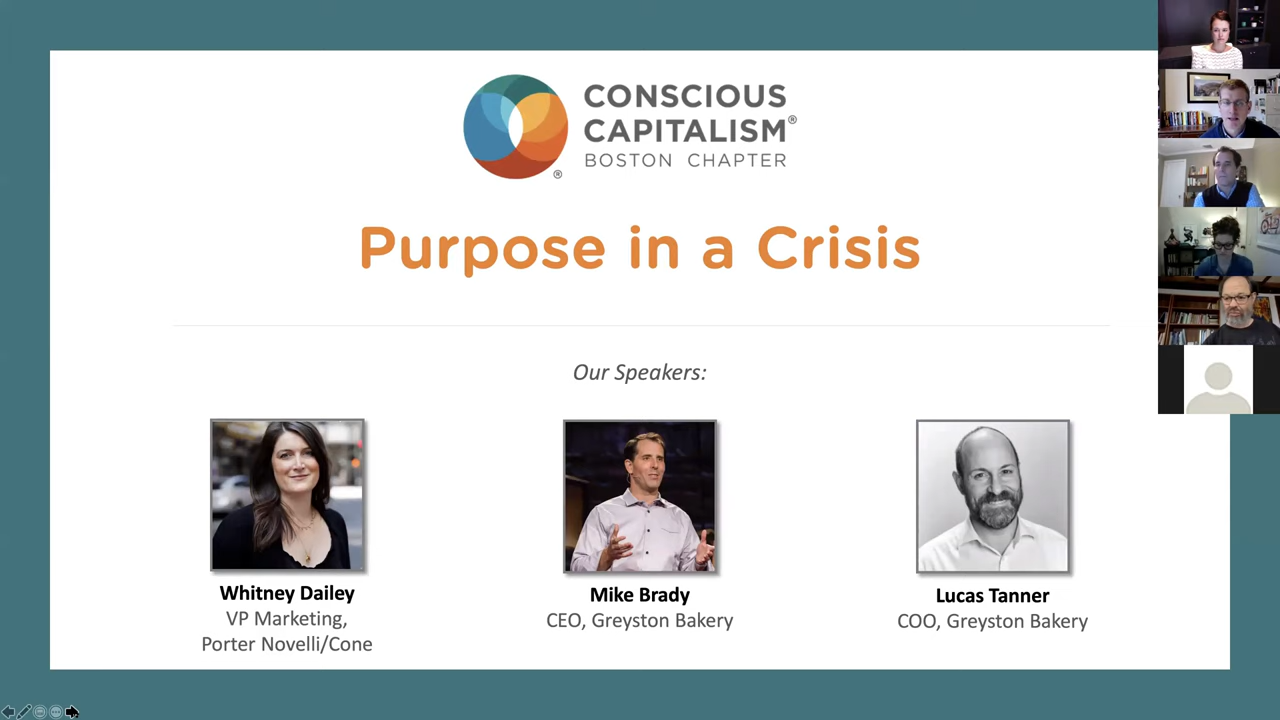 CONSCIOUS
CAPITALISM®
BOSTON CHAPTER
®
Purpose in a Crisis
Our Speakers:
Whitney Dailey
VP Marketing,
Porter Novelli/Cone
Mike Brady
CEO, Greyston Bakery
Lucas Tanner
COO, Greyston Bakery